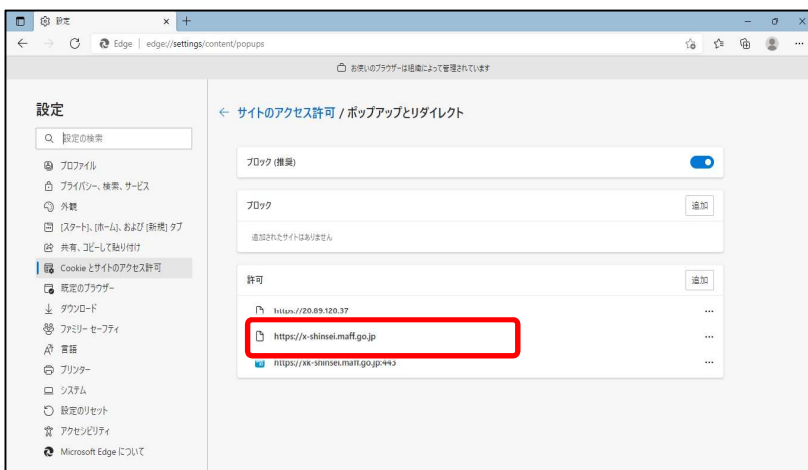 設定
Edge | edge://settings/content/popups
お使いのブラウザーは組織によって管理されています
設定
設定の検索
プロファイル
プライバシー、検索、サービス
外観
[スタート]、[ホーム]、および [新規] タブ
共有、コピーして貼り付け
Cookie とサイトのアクセス許可
既定のブラウザー
ダウンロード
ファミリー セーフティ
言語
プリンター
システム
設定のリセット
アクセシビリティ
Microsoft Edge について
サイトのアクセス許可 / ポップアップとリダイレクト
ブロック (推奨)
ブロック
追加
追加されたサイトはありません
許可
追加
https://20.89.120.37
https://x-shinsei.maff.go.jp
https://xk-shinsei.maff.go.jp:443